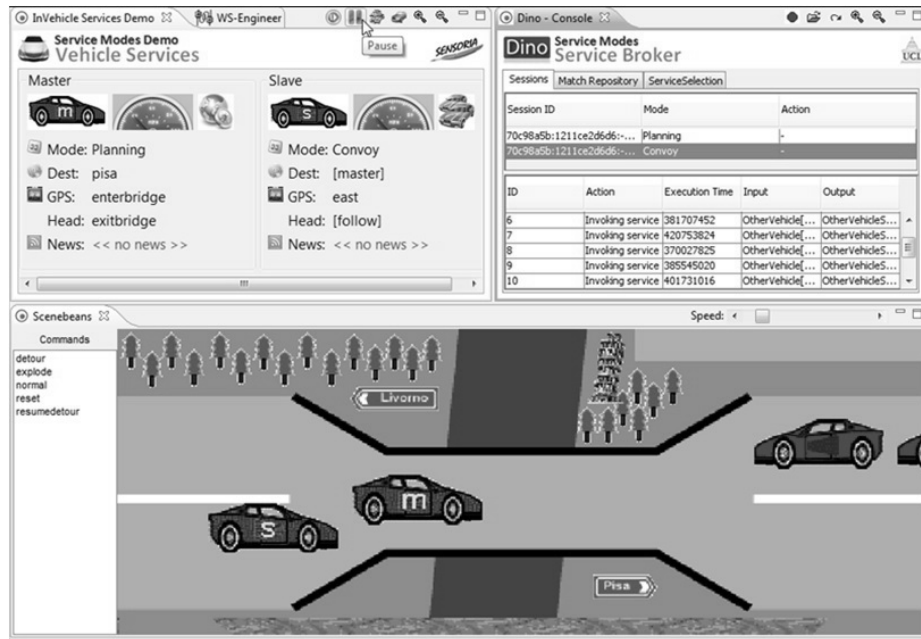 InVehicle Services Demo
WS-Engineer
Service Modes Demo
Vehicle Services
Pause
SENSORIA
Master
m
Mode: Planning
Dest: pisa
GPS: enterbridge
Head: exitbridge
News: << no news >>
Slave
s
Mode: Convoy
Dest: [master]
GPS: east
Head: [follow]
News: << no news >>
Dino - Console
Dino
Service Modes
Service Broker
UCL
Sessions Match Repository ServiceSelection
Session ID Mode Action
70c98a5b:1211ce2d6d6:-... Planning -
70c98a5b:1211ce2d6d6:-... Convoy -
ID Action Execution Time Input Output
6 Invoking service 381707452 OtherVehicle[... OtherVehicleS...
7 Invoking service 420753824 OtherVehicle[... OtherVehicleS...
8 Invoking service 370027825 OtherVehicle[... OtherVehicleS...
9 Invoking service 385545020 OtherVehicle[... OtherVehicleS...
10 Invoking service 401731016 OtherVehicle[... OtherVehicleS...
Scenebeans
Speed:
Commands
detour
explode
normal
reset
resumedetour
Livorno
m
s
Pisa